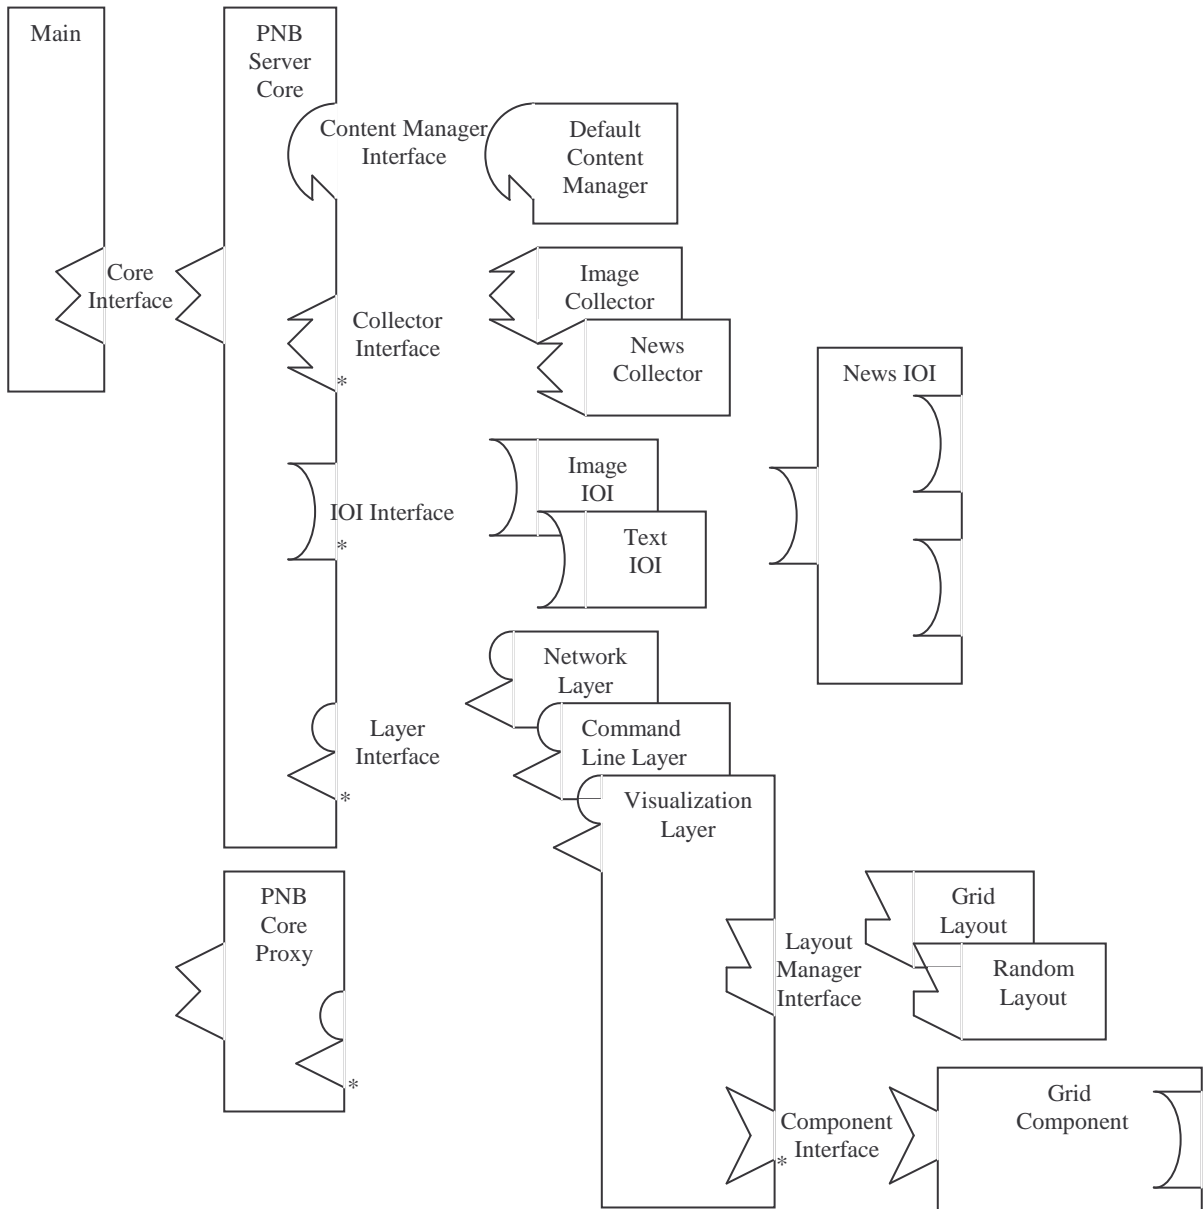 Main
PNB
Server
Core
Content Manager
Interface
Default
Content
Manager
Core
Interface
Collector
Interface
*
Image
Collector
News
Collector
News IOI
IOI Interface
*
Image
IOI
Text
IOI
Layer
Interface
*
Network
Layer
Command
Line Layer
Visualization
Layer
PNB
Core
Proxy
*
Layout
Manager
Interface
Grid
Layout
Random
Layout
Component
Interface
*
Grid
Component